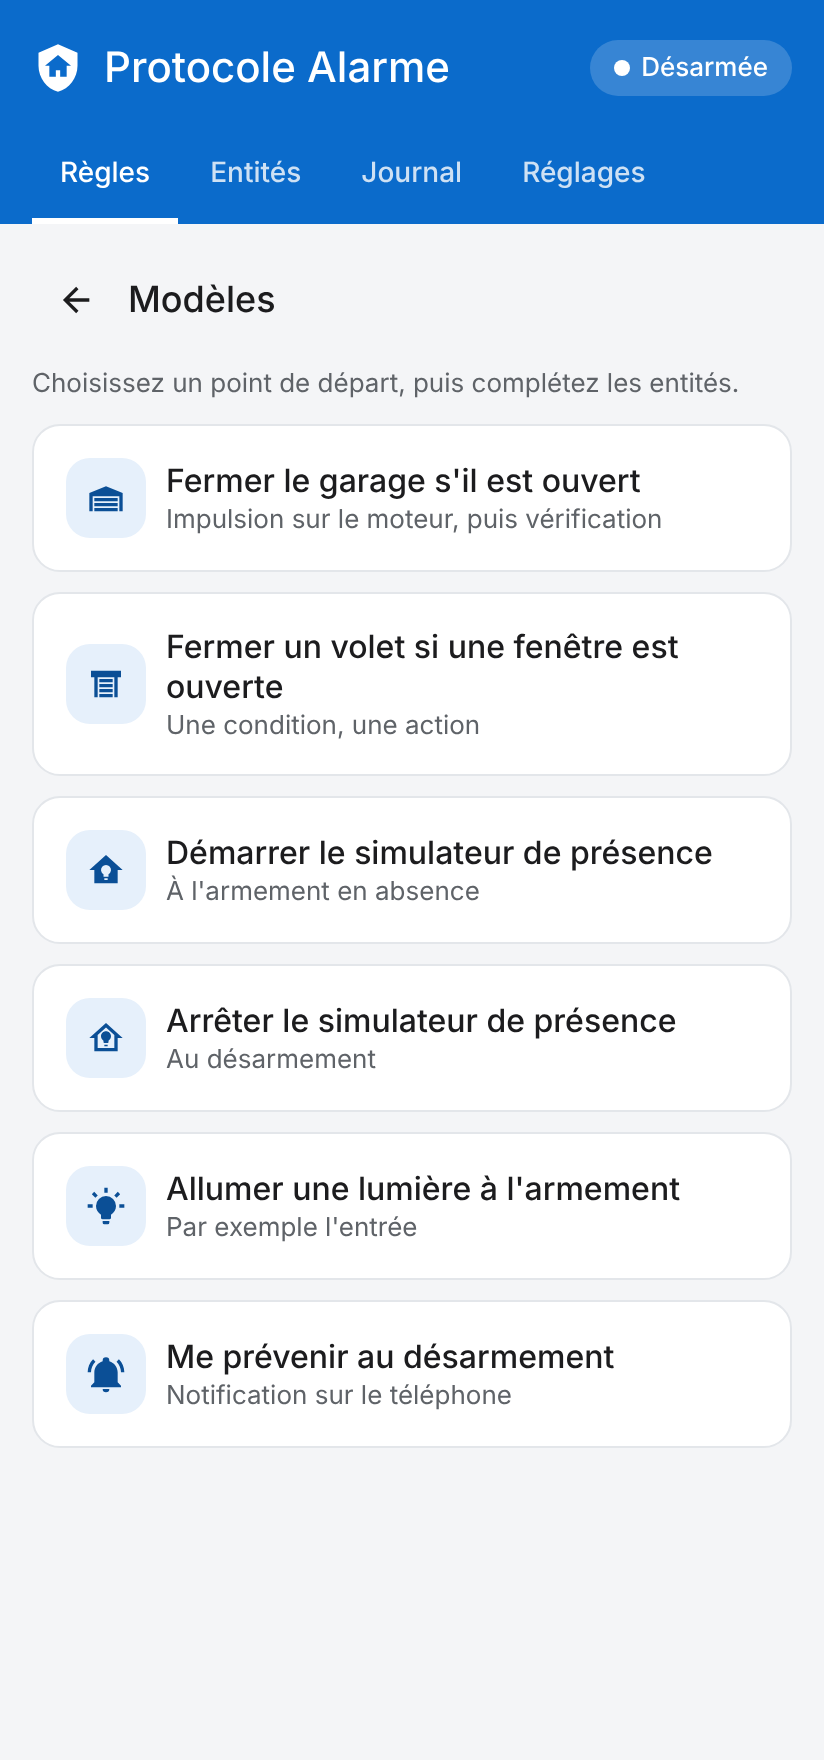 Protocole Alarme
Désarmée
Règles
Entités
Journal
Réglages
Modèles
Choisissez un point de départ, puis complétez les entités.
Fermer le garage s'il est ouvert
Impulsion sur le moteur, puis vérification
Fermer un volet si une fenêtre est
ouverte
Une condition, une action
Démarrer le simulateur de présence
À l'armement en absence
Arrêter le simulateur de présence
Au désarmement
Allumer une lumière à l'armement
Par exemple l'entrée
Me prévenir au désarmement
Notification sur le téléphone